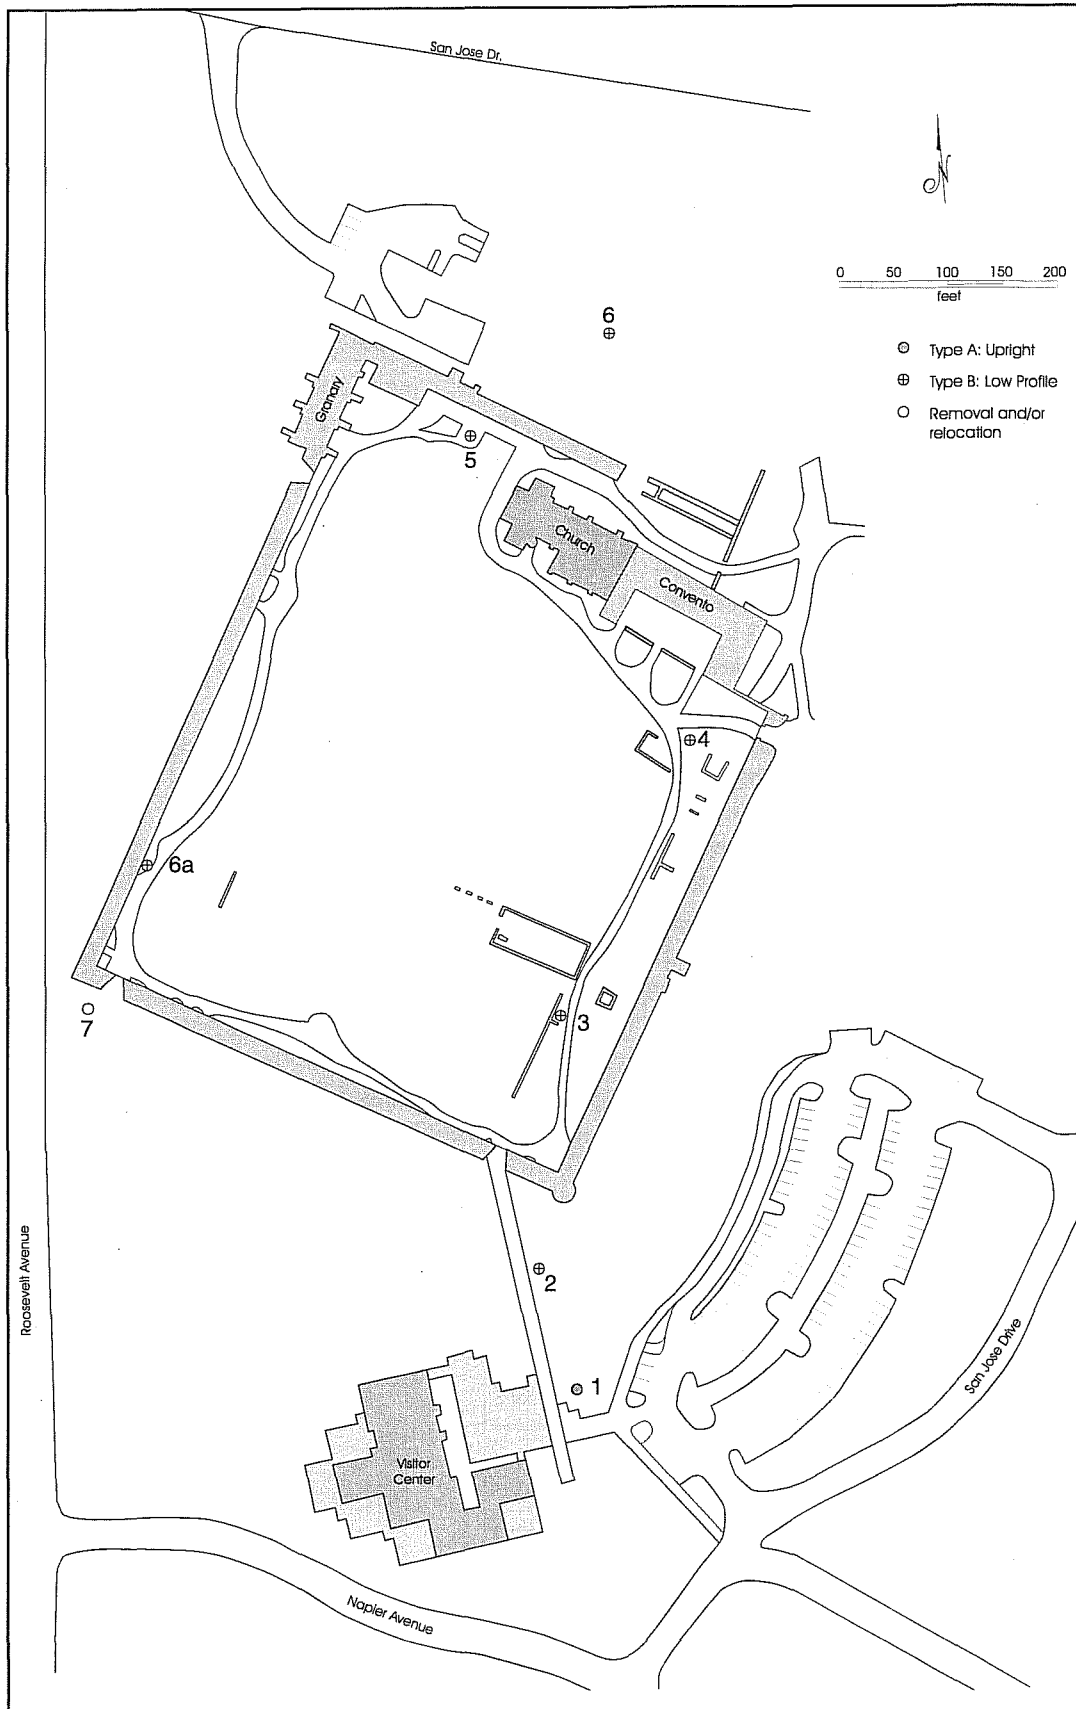 San Jose Dr.
N
0 50 100 150 200
feet
Type A: Upright
Type B: Low Profile
Removal and/or
relocation
6
Granary
5
Church
Convento
4
6a
7
3
Roosevelt Avenue
2
1
San Jose Drive
Visitor
Center
Napier Avenue